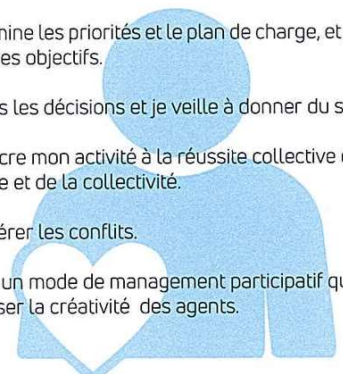 mine les priorités et le plan de charge, et
es objectifs.
s les décisions et je veille à donner du s
cre mon activité à la réussite collective
e et de la collectivité.
érer les conflits.
un mode de management participatif qu
ser la créativité des agents.